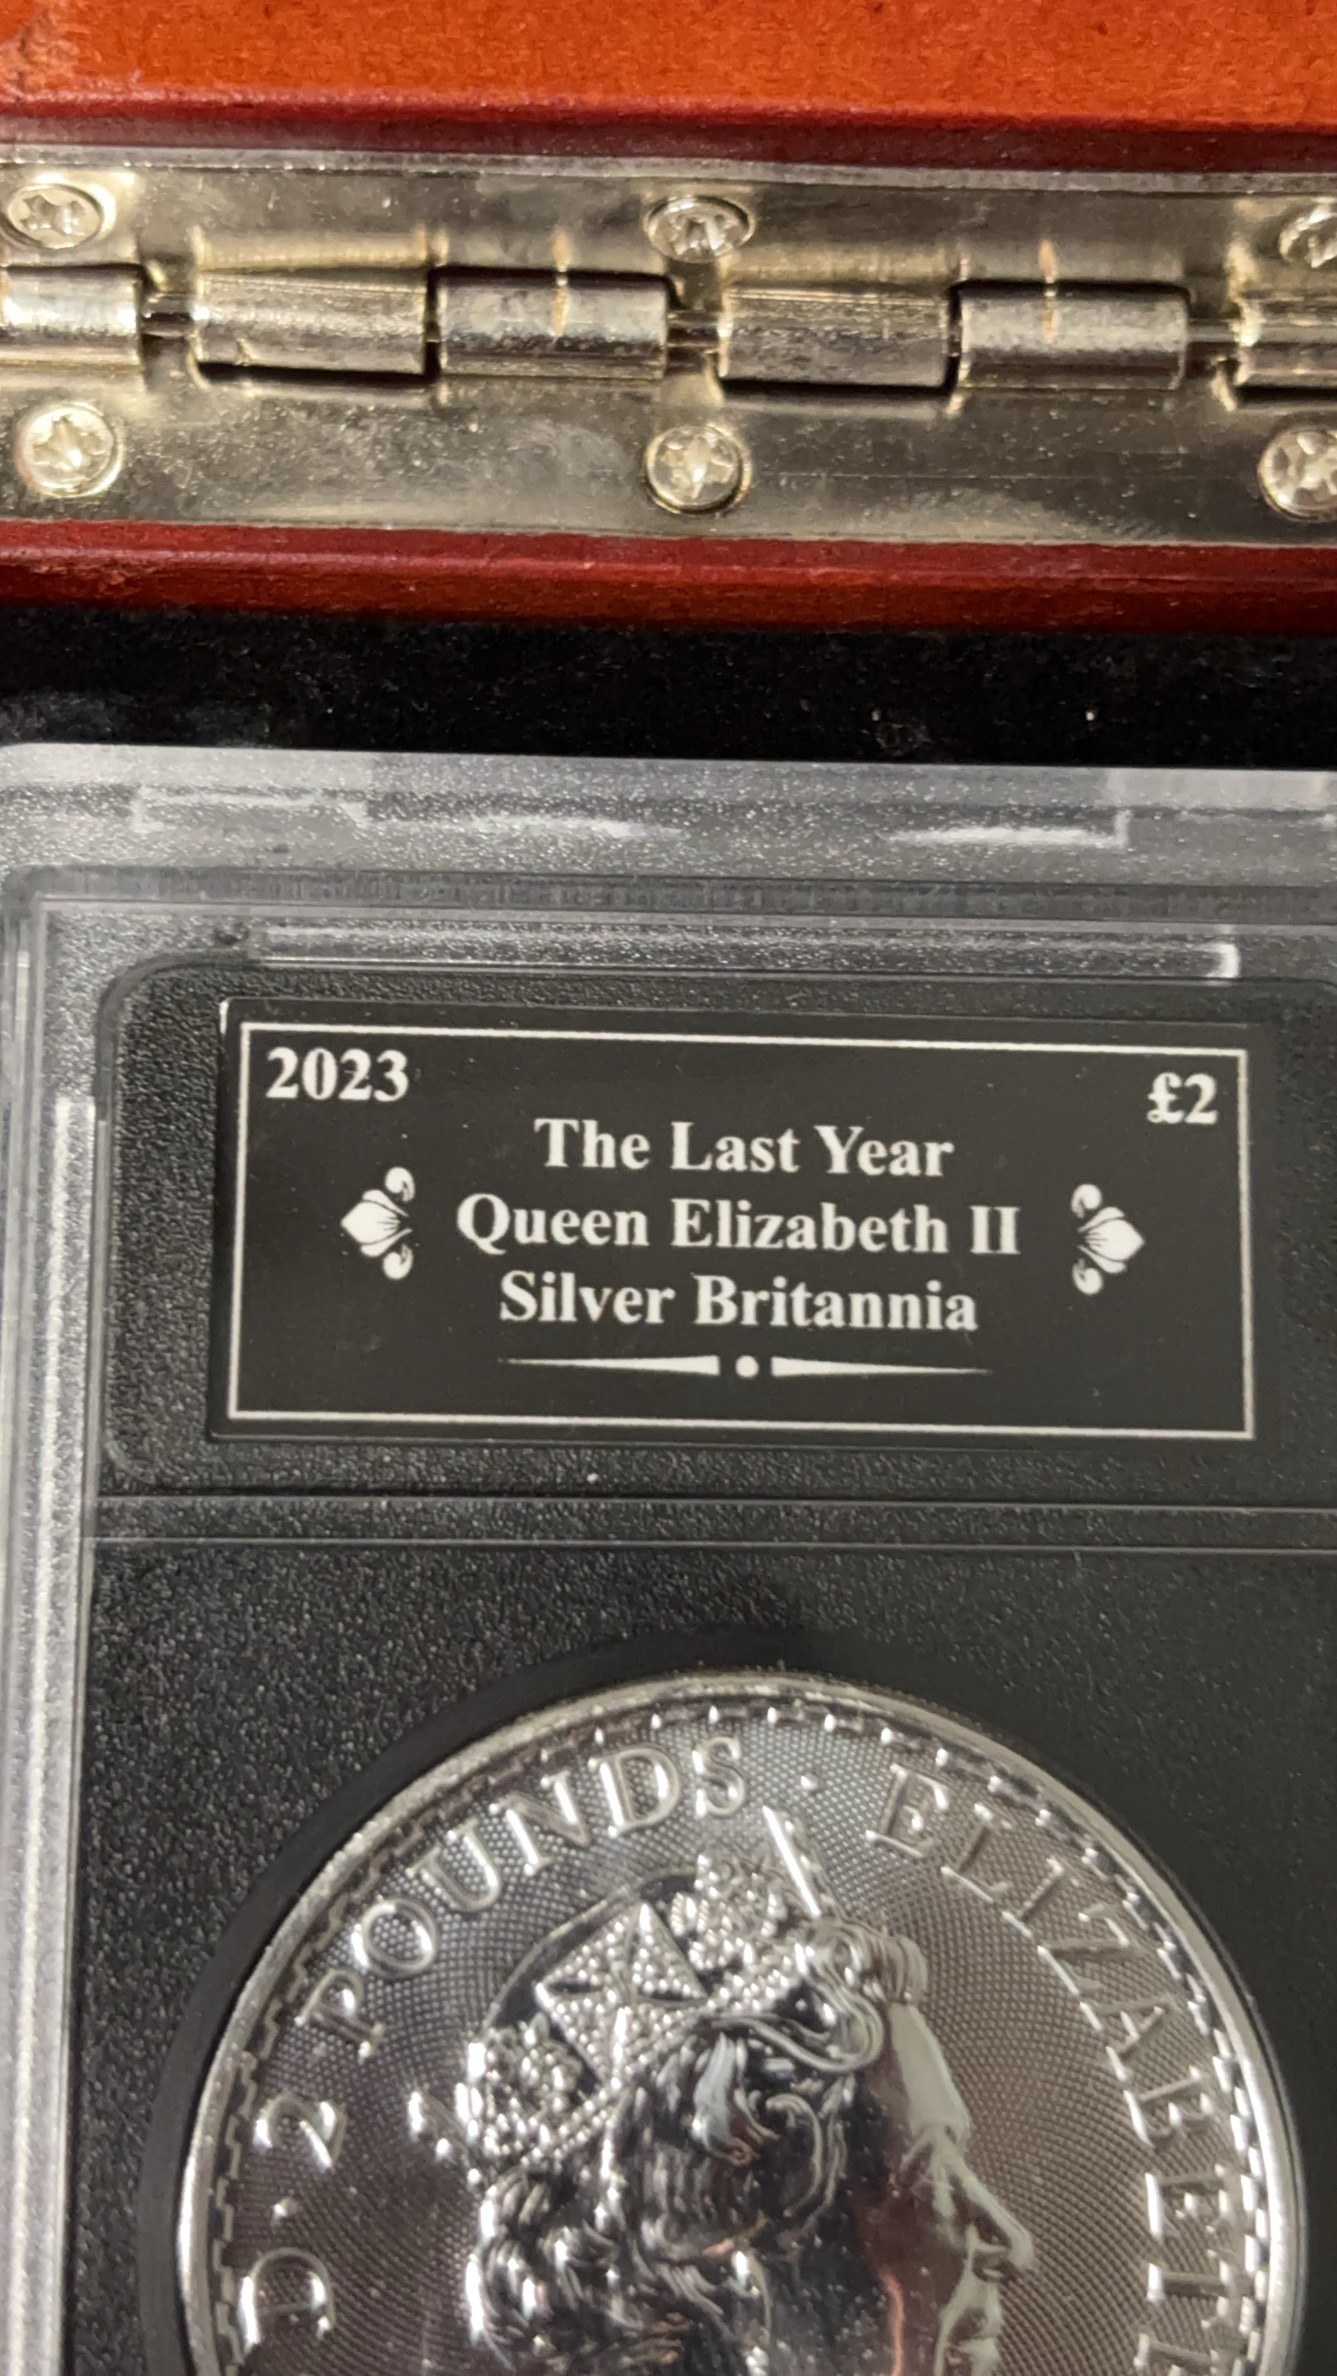 2023
£2
The Last Year
Queen Elizabeth II
Silver Britannia
D · 2 POUNDS · ELIZABETH